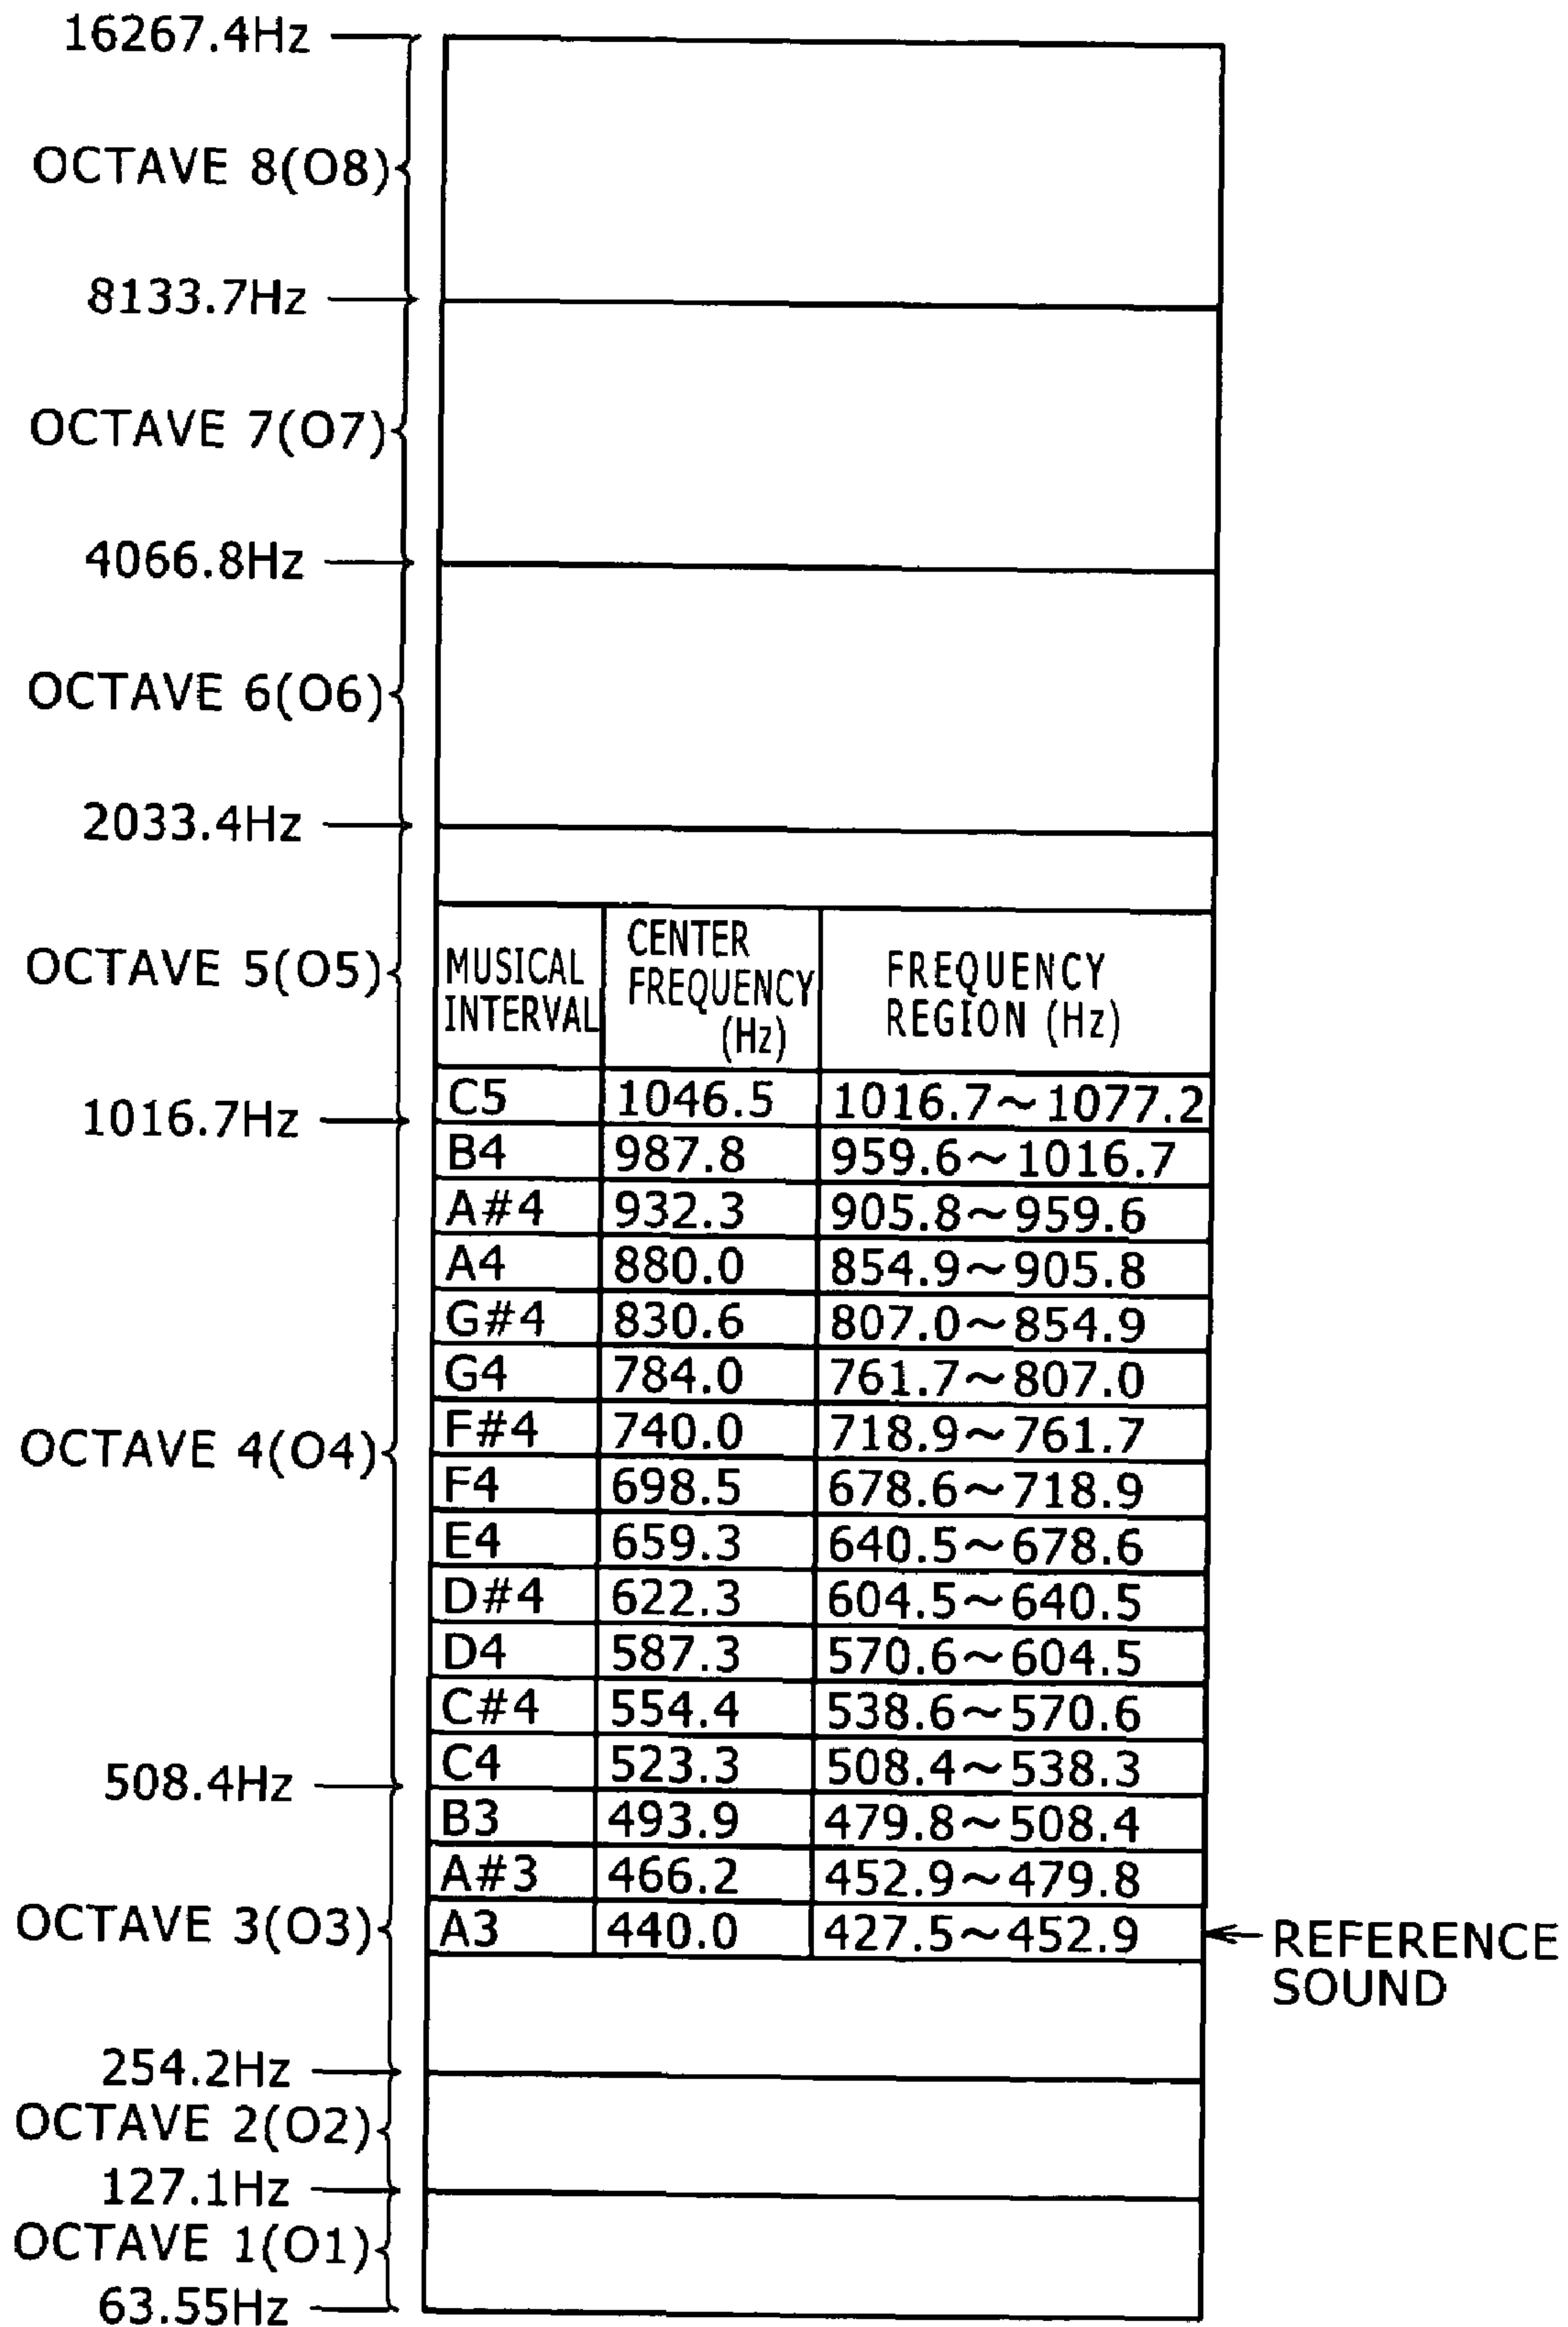 16267.4Hz
OCTAVE 8(O8)
8133.7Hz
OCTAVE 7(O7)
4066.8Hz
OCTAVE 6(O6)
2033.4Hz
OCTAVE 5(O5)
MUSICAL
INTERVAL
CENTER
FREQUENCY
(Hz)
FREQUENCY
REGION (Hz)
C5 1046.5 1016.7~1077.2
1016.7Hz
B4 987.8 959.6~1016.7
A#4 932.3 905.8~959.6
A4 880.0 854.9~905.8
G#4 830.6 807.0~854.9
G4 784.0 761.7~807.0
F#4 740.0 718.9~761.7
OCTAVE 4(O4)
F4 698.5 678.6~718.9
E4 659.3 640.5~678.6
D#4 622.3 604.5~640.5
D4 587.3 570.6~604.5
C#4 554.4 538.6~570.6
C4 523.3 508.4~538.3
508.4Hz
B3 493.9 479.8~508.4
A#3 466.2 452.9~479.8
OCTAVE 3(O3)
A3 440.0 427.5~452.9
REFERENCE
SOUND
254.2Hz
OCTAVE 2(O2)
127.1Hz
OCTAVE 1(O1)
63.55Hz